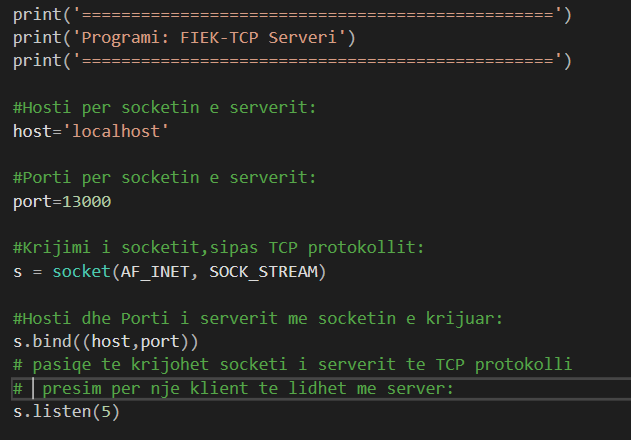 print('================================================')
print('Programi: FIEK-TCP Serveri')
print('================================================')
#Hosti per socketin e serverit:
host='localhost'
#Porti per socketin e serverit:
port=13000
#Krijimi i socketit,sipas TCP protokollit:
s = socket(AF_INET, SOCK_STREAM)
#Hosti dhe Porti i serverit me socketin e krijuar:
s.bind((host,port))
# pasiqe te krijohet socketi i serverit te TCP protokolli
#  presim per nje klient te lidhet me server:
s.listen(5)